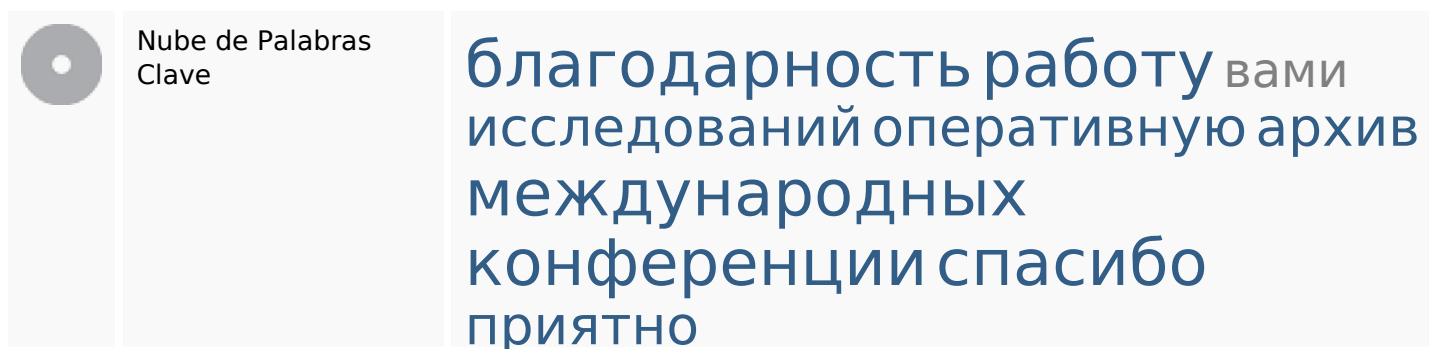 Nube de Palabras
Clave
благодарность работу вами
исследований оперативную архив
международных
конференции спасибо
приятно